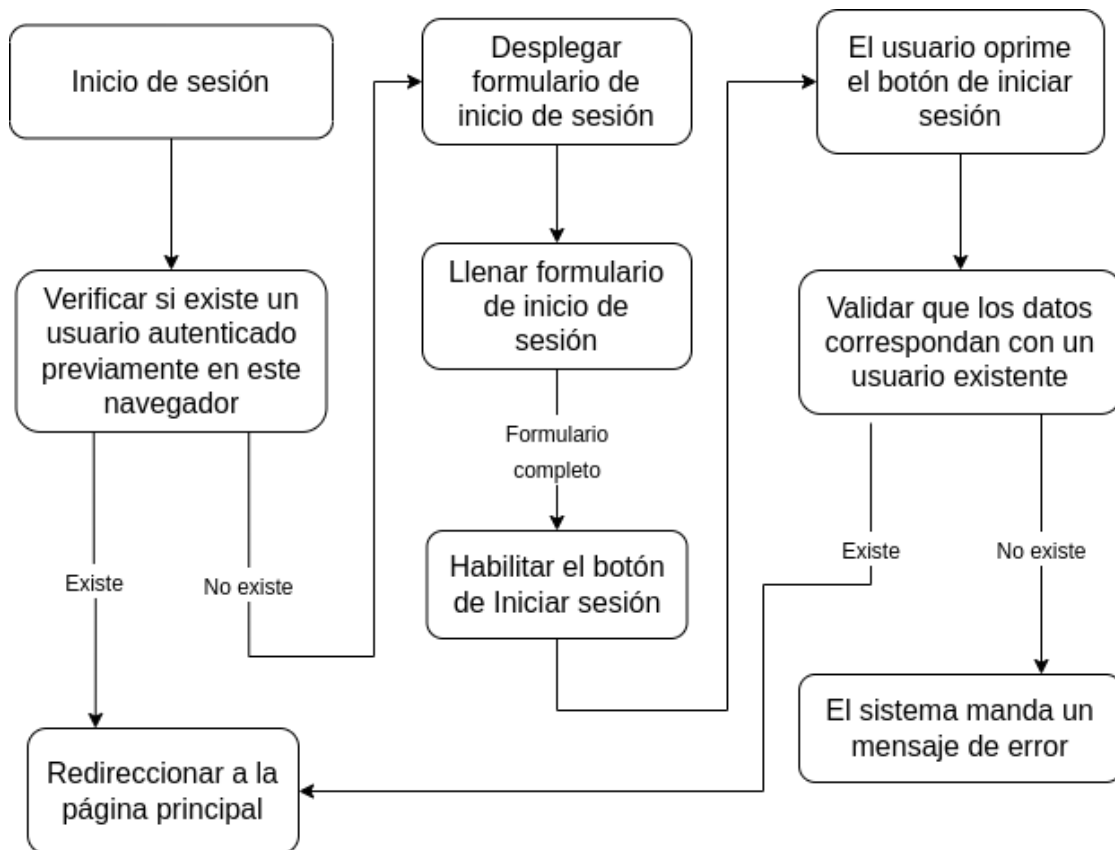 Inicio de sesión
Verificar si existe un
usuario autenticado
previamente en este
navegador
Existe
No existe
Redireccionar a la
página principal
Desplegar
formulario de
inicio de sesión
Llenar formulario
de inicio de
sesión
Formulario
completo
Habilitar el botón
de Iniciar sesión
El usuario oprime
el botón de iniciar
sesión
Validar que los datos
correspondan con un
usuario existente
Existe
No existe
El sistema manda un
mensaje de error